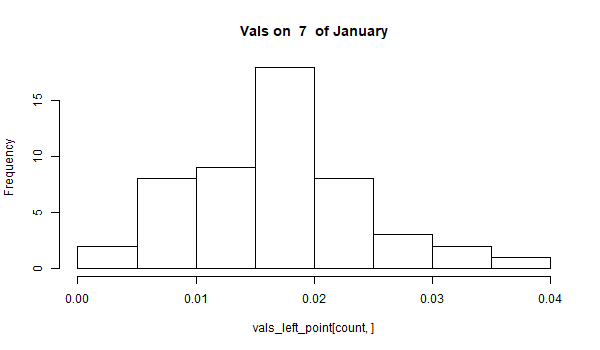 Vals on  7  of January
15
10
5
0
Frequency
0.00 0.01 0.02 0.03 0.04
vals_left_point[count, ]